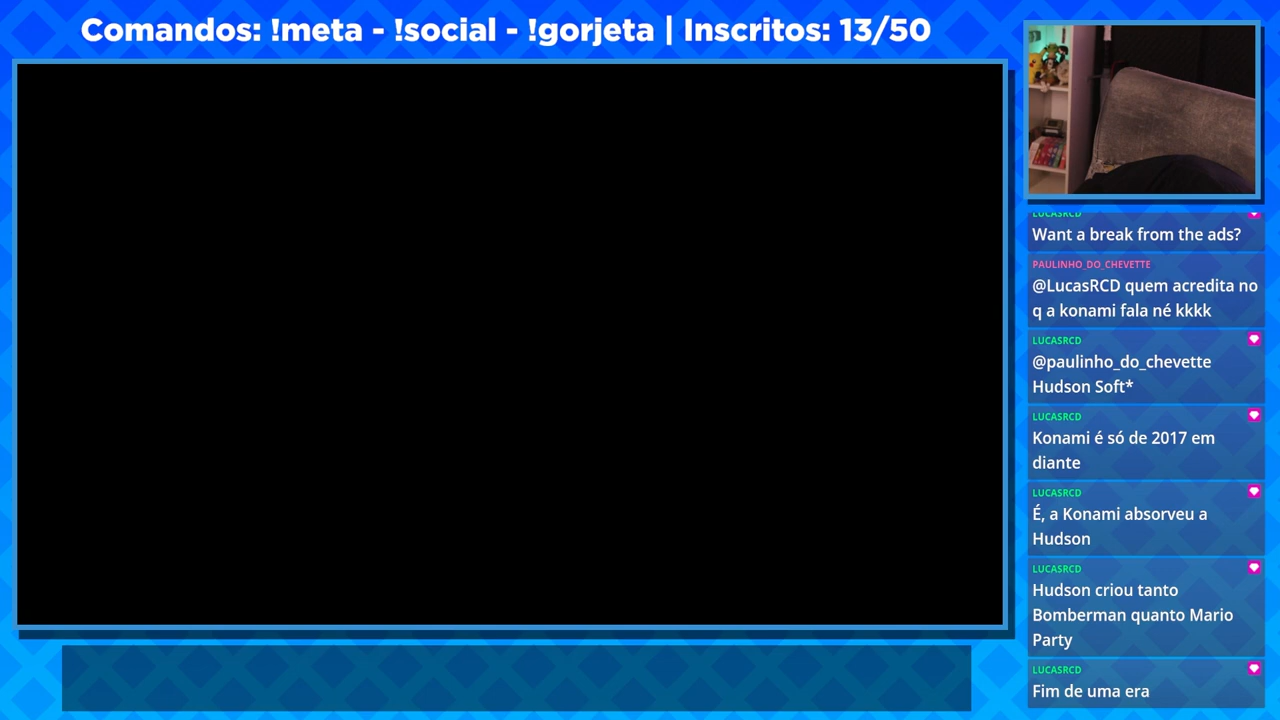 Comandos: !meta - !social - !gorjeta | Inscritos: 13/50
LUCASRCD
Want a break from the ads?
PAULINHO_DO_CHEVETTE
@LucasRCD quem acredita no
q a konami fala né kkkk
LUCASRCD
@paulinho_do_chevette
Hudson Soft*
LUCASRCD
Konami é só de 2017 em
diante
LUCASRCD
É, a Konami absorveu a
Hudson
LUCASRCD
Hudson criou tanto
Bomberman quanto Mario
Party
LUCASRCD
Fim de uma era